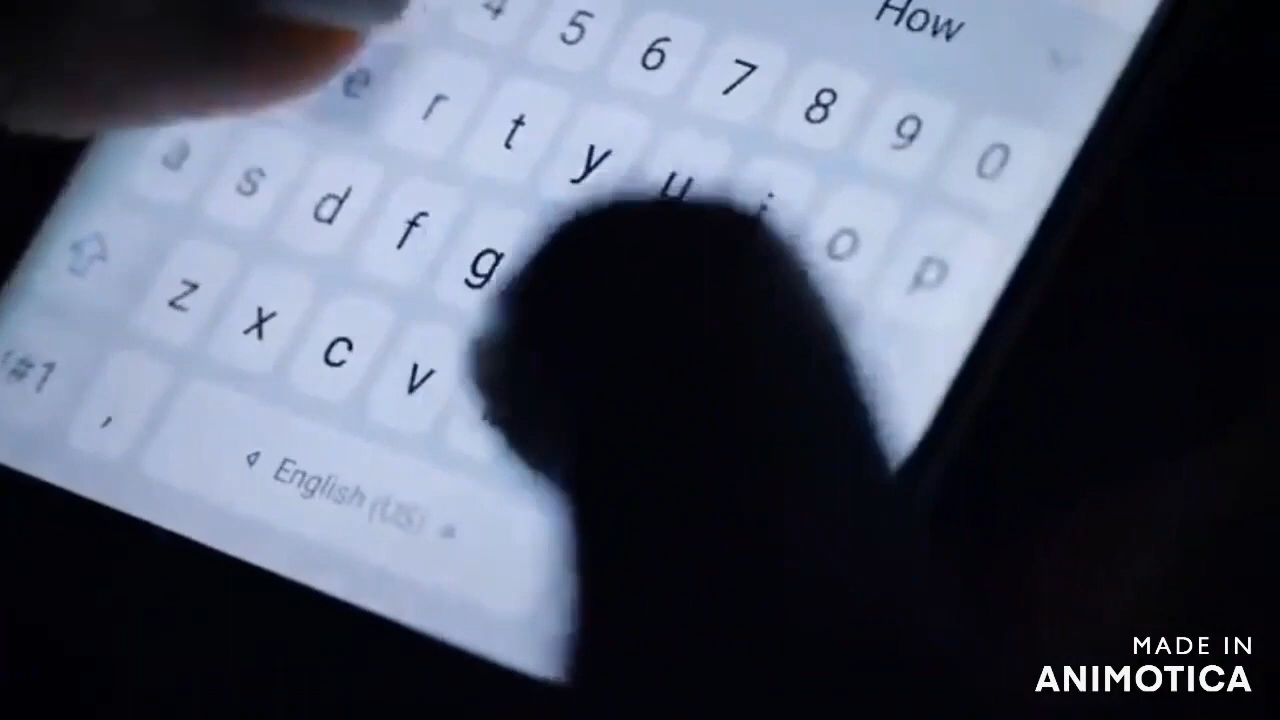 How
4 5 6 7 8 9 0
e r t y u i o p
a s d f g
z x c v
!#1 , English (US)
MADE IN
ANIMOTICA